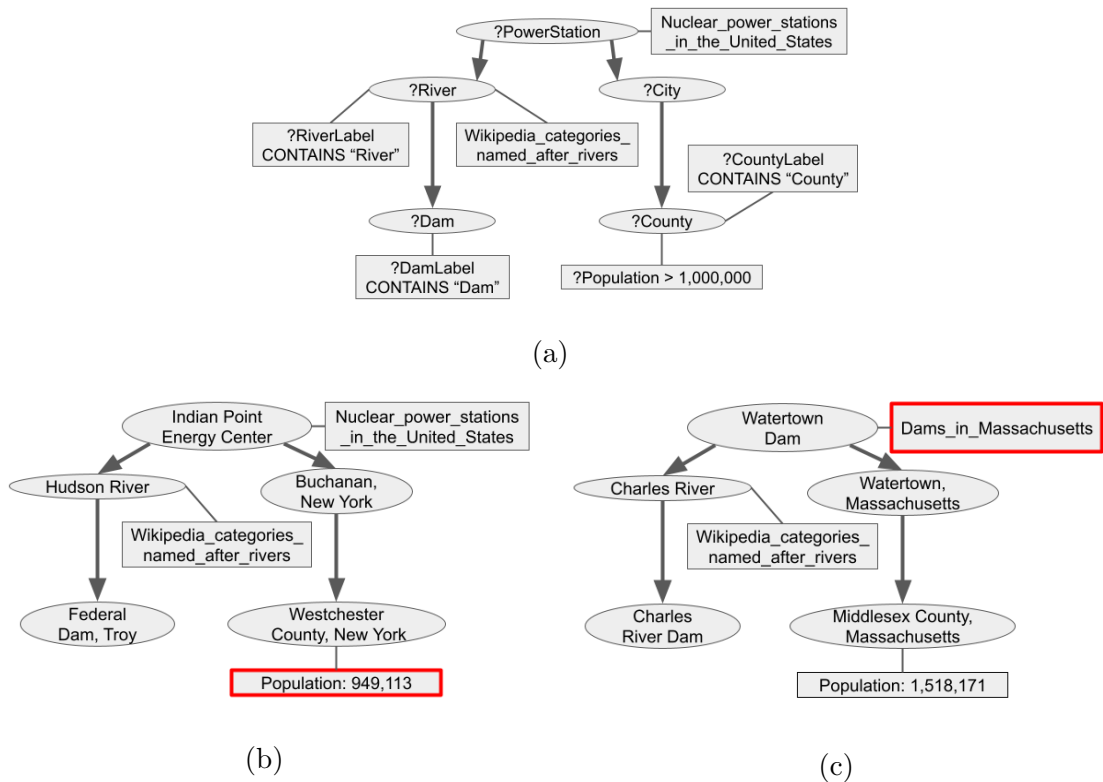 ?PowerStation
Nuclear_power_stations
_in_the_United_States
?River
?City
?RiverLabel
CONTAINS “River”
Wikipedia_categories_
named_after_rivers
?CountyLabel
CONTAINS “County”
?Dam
?County
?DamLabel
CONTAINS “Dam”
?Population > 1,000,000
(a)
Indian Point
Energy Center
Nuclear_power_stations
_in_the_United_States
Hudson River
Buchanan,
New York
Wikipedia_categories_
named_after_rivers
Federal
Dam, Troy
Westchester
County, New York
Population: 949,113
(b)
Watertown
Dam
Dams_in_Massachusetts
Charles River
Watertown,
Massachusetts
Wikipedia_categories_
named_after_rivers
Charles
River Dam
Middlesex County,
Massachusetts
Population: 1,518,171
(c)